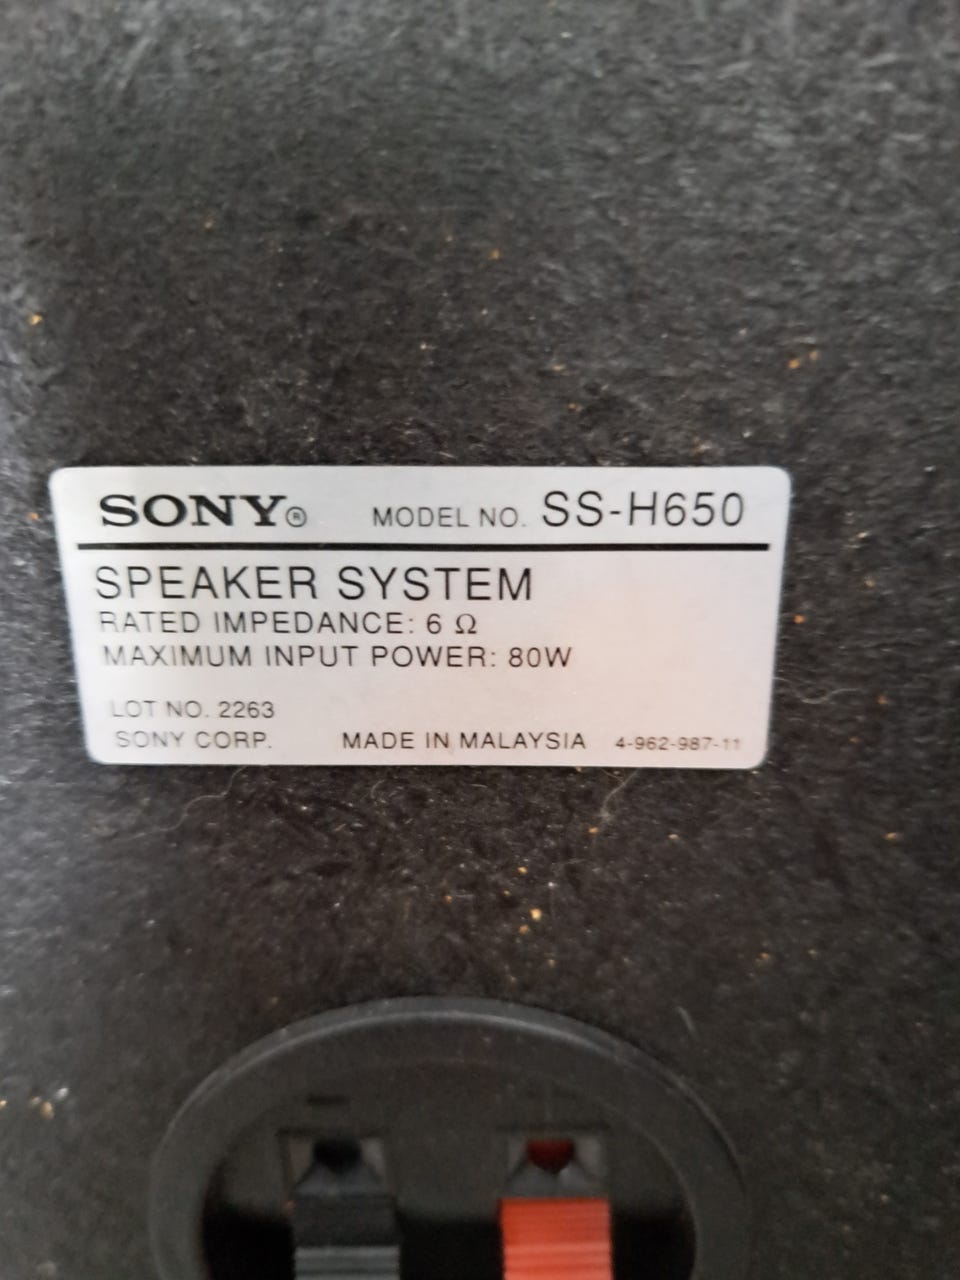 SONY® MODEL NO. SS-H650
SPEAKER SYSTEM
RATED IMPEDANCE: 6 Ω
MAXIMUM INPUT POWER: 80W
LOT NO. 2263
SONY CORP. MADE IN MALAYSIA 4-962-987-11